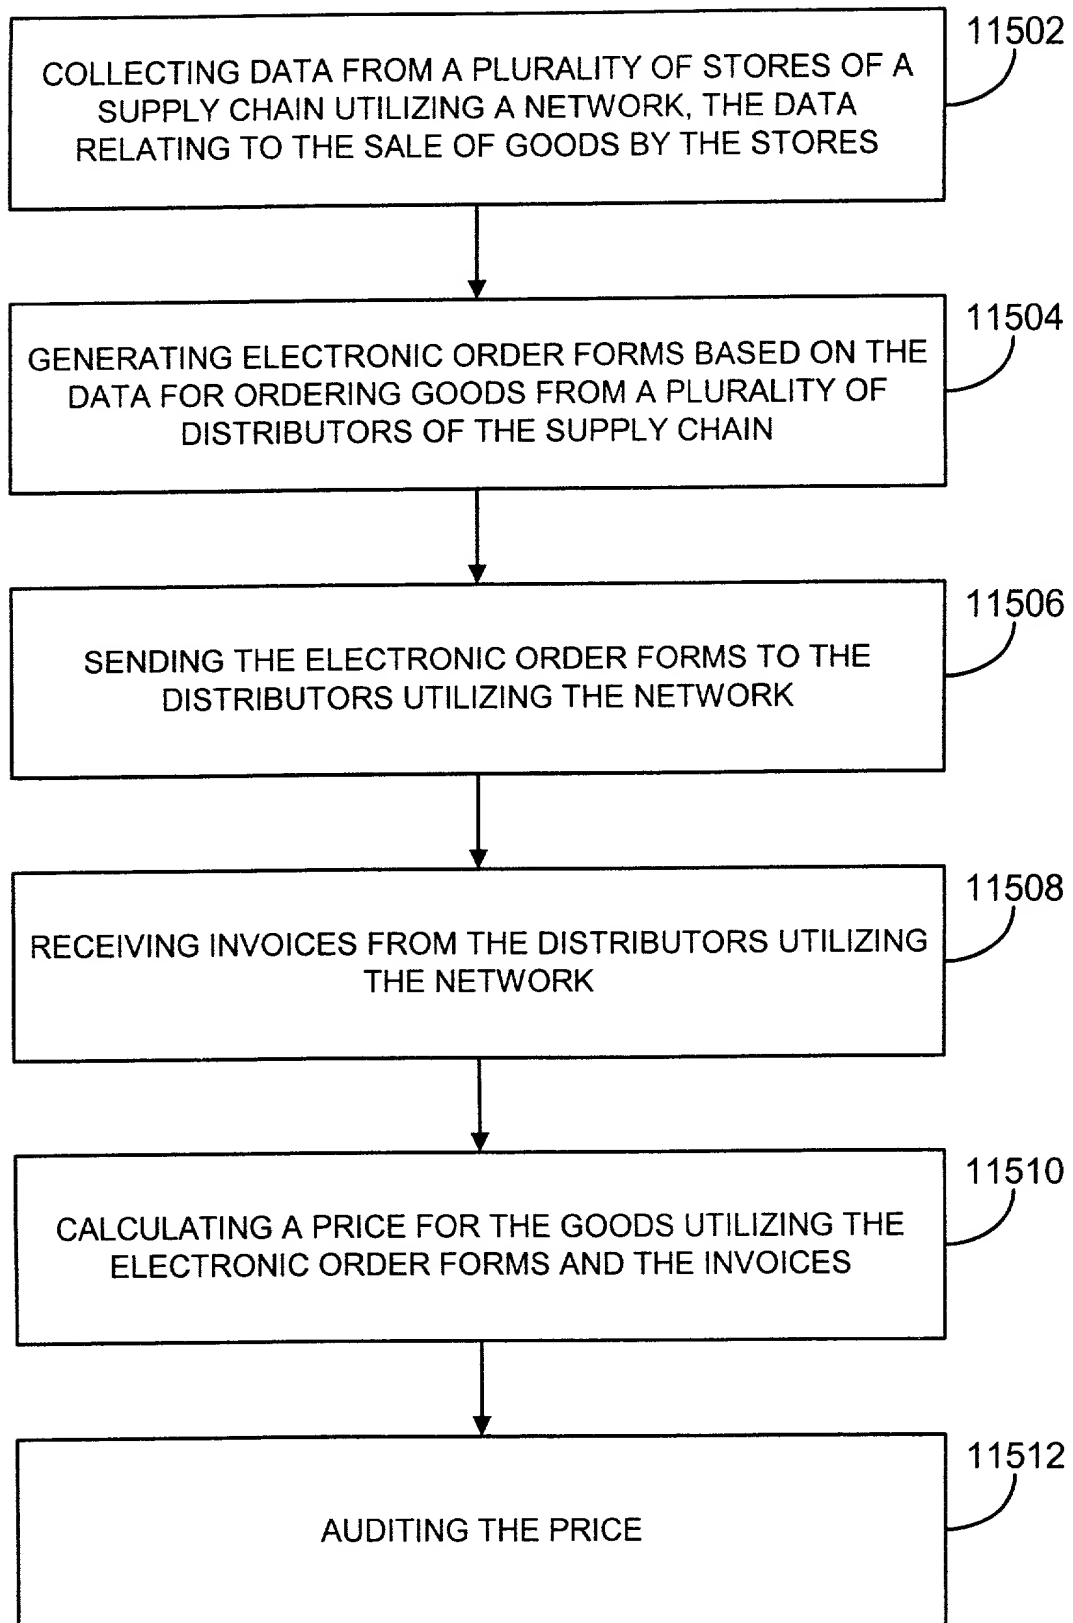 11502
COLLECTING DATA FROM A PLURALITY OF STORES OF A
SUPPLY CHAIN UTILIZING A NETWORK, THE DATA
RELATING TO THE SALE OF GOODS BY THE STORES
11504
GENERATING ELECTRONIC ORDER FORMS BASED ON THE
DATA FOR ORDERING GOODS FROM A PLURALITY OF
DISTRIBUTORS OF THE SUPPLY CHAIN
11506
SENDING THE ELECTRONIC ORDER FORMS TO THE
DISTRIBUTORS UTILIZING THE NETWORK
11508
RECEIVING INVOICES FROM THE DISTRIBUTORS UTILIZING
THE NETWORK
11510
CALCULATING A PRICE FOR THE GOODS UTILIZING THE
ELECTRONIC ORDER FORMS AND THE INVOICES
11512
AUDITING THE PRICE